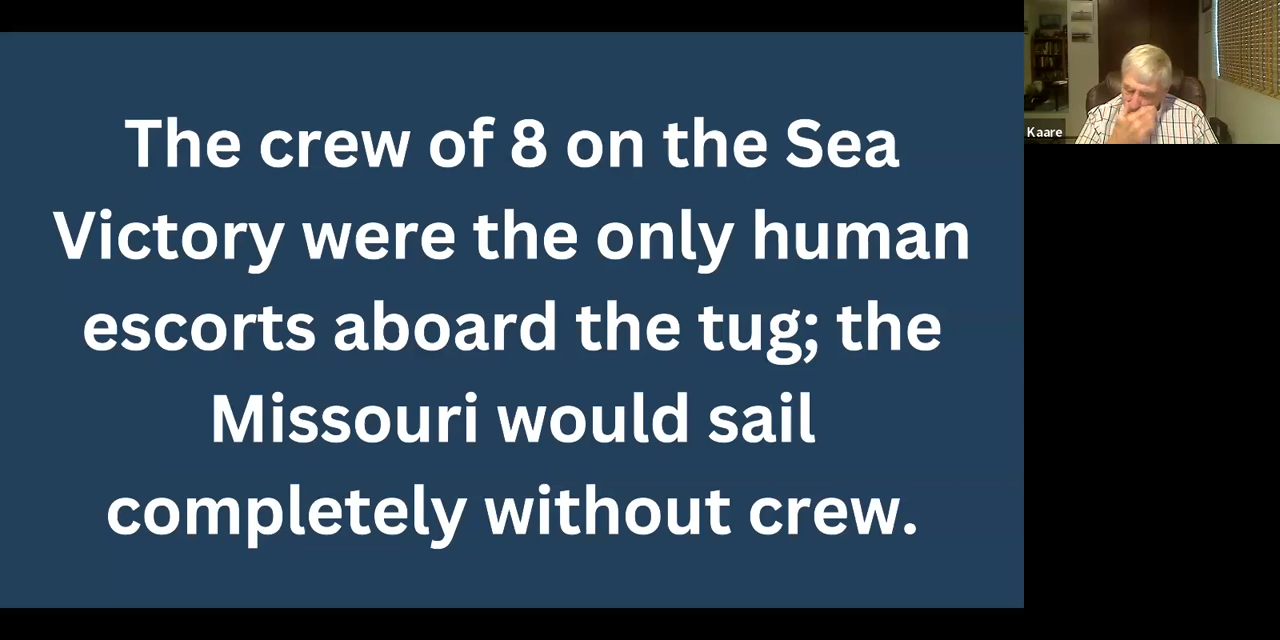 The crew of 8 on the Sea
Victory were the only human
escorts aboard the tug; the
Missouri would sail
completely without crew.
Kaare